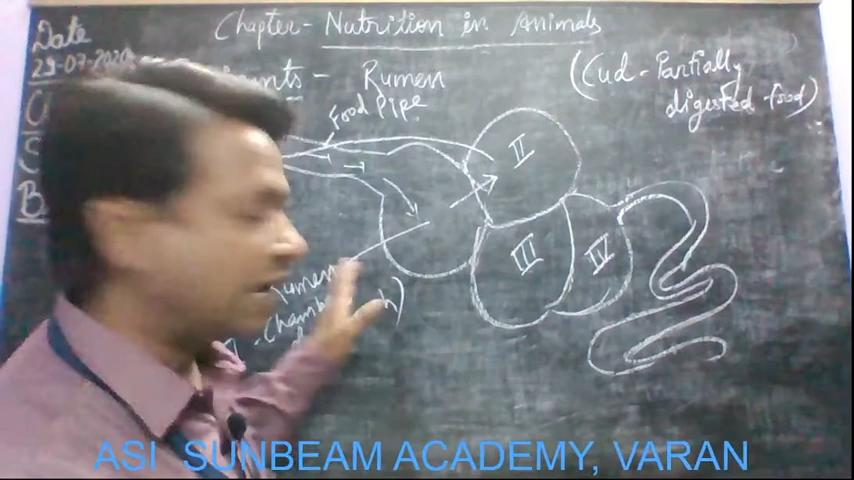 Date
29-07-2020
Chapter- Nutrition in Animals
Rumen
(Cud - Partially
digested food)
Food Pipe
II
III
IV
Rumen
ASI SUNBEAM ACADEMY, VARAN